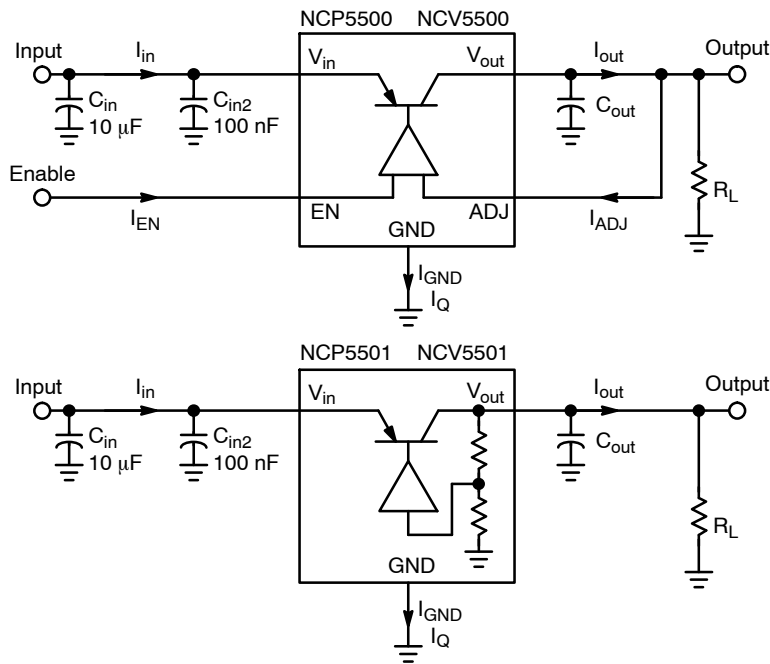 NCP5500 NCV5500
Input I_in V_in V_out I_out Output
C_in 10 μF
C_in2 100 nF
C_out
Enable I_EN EN ADJ I_ADJ R_L
GND
I_GND
I_Q
NCP5501 NCV5501
Input I_in V_in V_out I_out Output
C_in 10 μF
C_in2 100 nF
C_out
R_L
GND
I_GND
I_Q